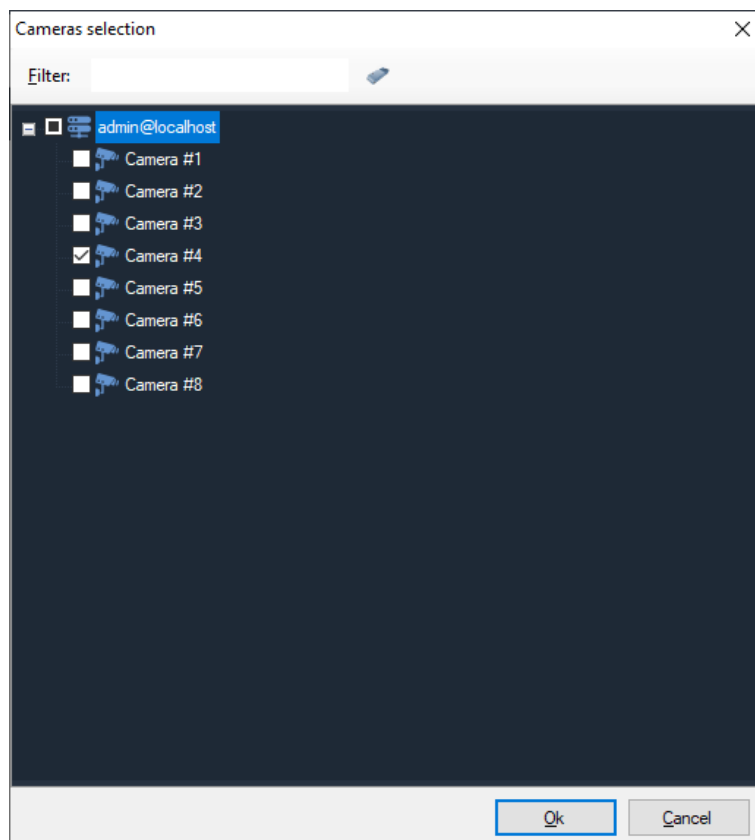 Cameras selection
Filter:
admin@localhost
Camera #1
Camera #2
Camera #3
Camera #4
Camera #5
Camera #6
Camera #7
Camera #8
Ok Cancel